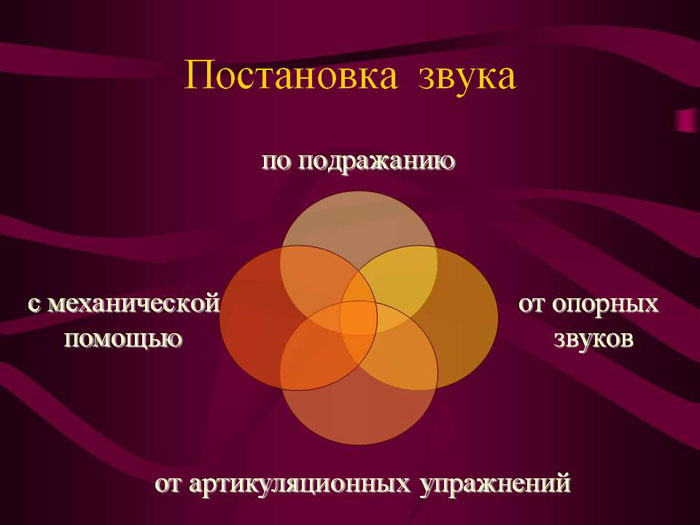 Постановка звука
по подражанию
с механической
помощью
от опорных
звуков
от артикуляционных упражнений